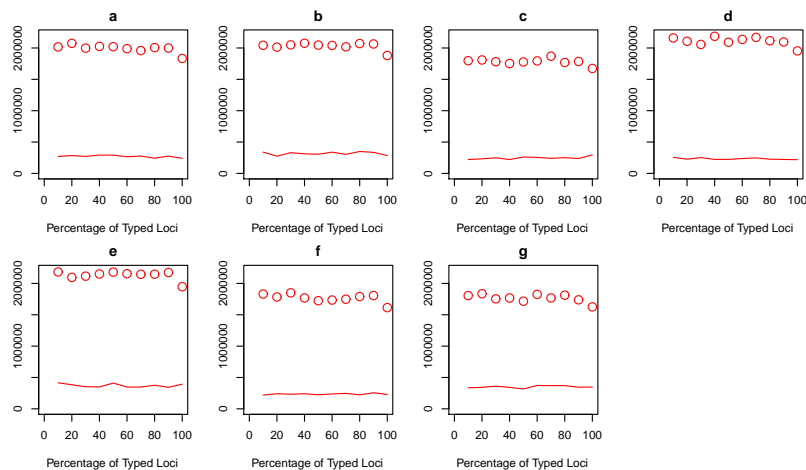 a b c d
2000000 2000000 2000000 2000000
1000000 1000000 1000000 1000000
0 0 0 0
0 20 40 60 80 100 0 20 40 60 80 100 0 20 40 60 80 100 0 20 40 60 80 100
Percentage of Typed Loci Percentage of Typed Loci Percentage of Typed Loci Percentage of Typed Loci
e f g
2000000 2000000 2000000
1000000 1000000 1000000
0 0 0
0 20 40 60 80 100 0 20 40 60 80 100 0 20 40 60 80 100
Percentage of Typed Loci Percentage of Typed Loci Percentage of Typed Loci